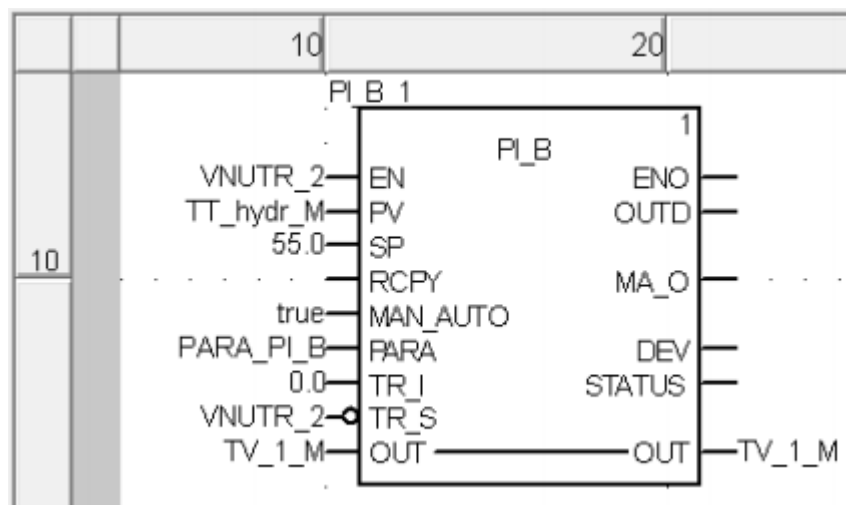 10 20
PI_B_1
1
PI_B
VNUTR_2 EN ENO
TT_hydr_M PV OUTD
55.0 SP
10
RCPY MA_O
true MAN_AUTO
PARA_PI_B PARA DEV
0.0 TR_I STATUS
VNUTR_2 TR_S
TV_1_M OUT OUT TV_1_M